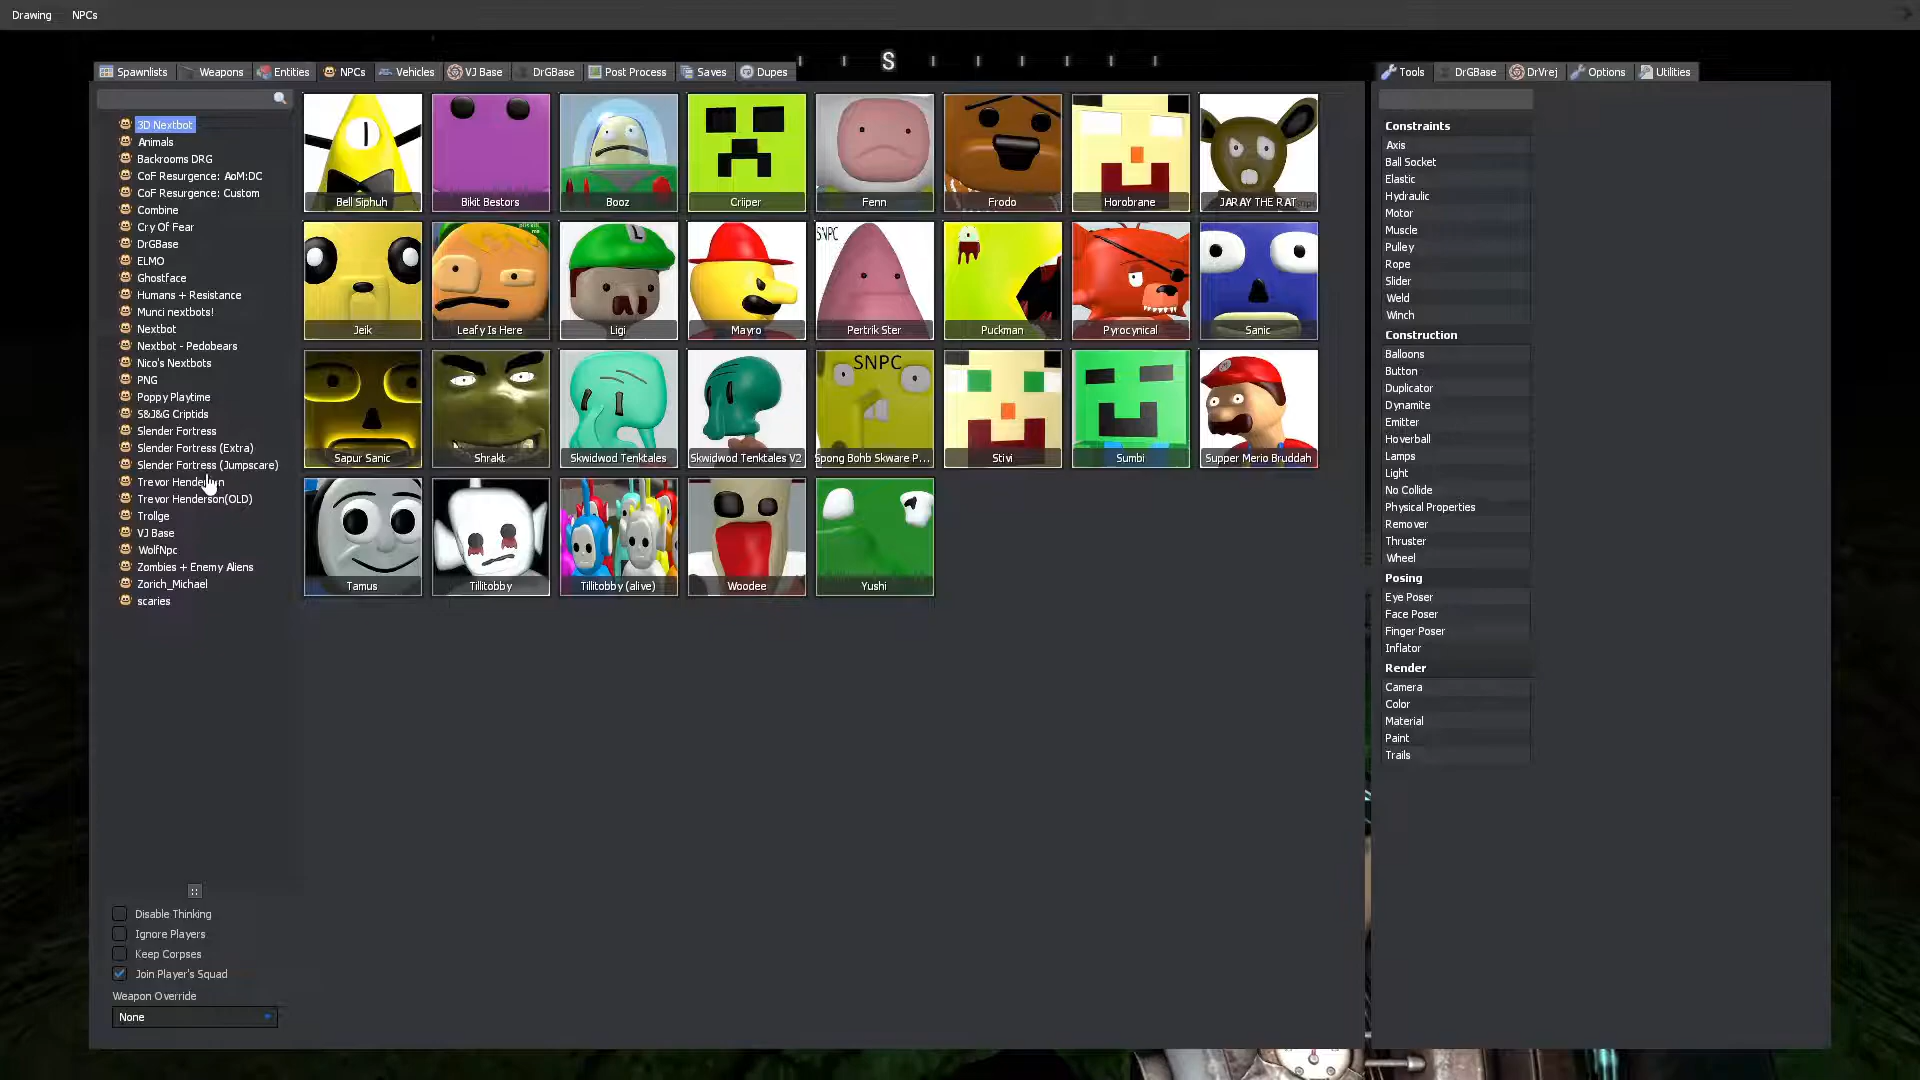 Drawing NPCs
S
Spawnlists Weapons Entities NPCs Vehicles VJ Base DrGBase Post Process Saves Dupes
Tools DrGBase DrVrej Options Utilities
3D Nextbot
Animals
Backrooms DRG
CoF Resurgence: AoM:DC
CoF Resurgence: Custom
Combine
Cry Of Fear
DrGBase
ELMO
Ghostface
Humans + Resistance
Munci nextbots!
Nextbot
Nextbot - Pedobears
Nico's Nextbots
PNG
Poppy Playtime
S&J&G Criptids
Slender Fortress
Slender Fortress (Extra)
Slender Fortress (Jumpscare)
Trevor Henderson
Trevor Henderson(OLD)
Trollge
VJ Base
WolfNpc
Zombies + Enemy Aliens
Zorich_Michael
scaries
Disable Thinking
Ignore Players
Keep Corpses
Join Player's Squad
Weapon Override
None
Bell Siphuh Bikit Bestors Booz Criiper Fenn Frodo Horobrane JARAY THE RAT
SNPC
Jeik Leafy Is Here Ligi Mayro Pertrik Ster Puckman Pyrocynical Sanic
L
SNPC
Sapur Sanic Shrakt Skwidwod Tenktales Skwidwod Tenktales V2 Spong Bohb Skware P... Stivi Sumbi Supper Merio Bruddah
Tamus Tillitobby Tillitobby (alive) Woodee Yushi
Constraints
Axis
Ball Socket
Elastic
Hydraulic
Motor
Muscle
Pulley
Rope
Slider
Weld
Winch
Construction
Balloons
Button
Duplicator
Dynamite
Emitter
Hoverball
Lamps
Light
No Collide
Physical Properties
Remover
Thruster
Wheel
Posing
Eye Poser
Face Poser
Finger Poser
Inflator
Render
Camera
Color
Material
Paint
Trails